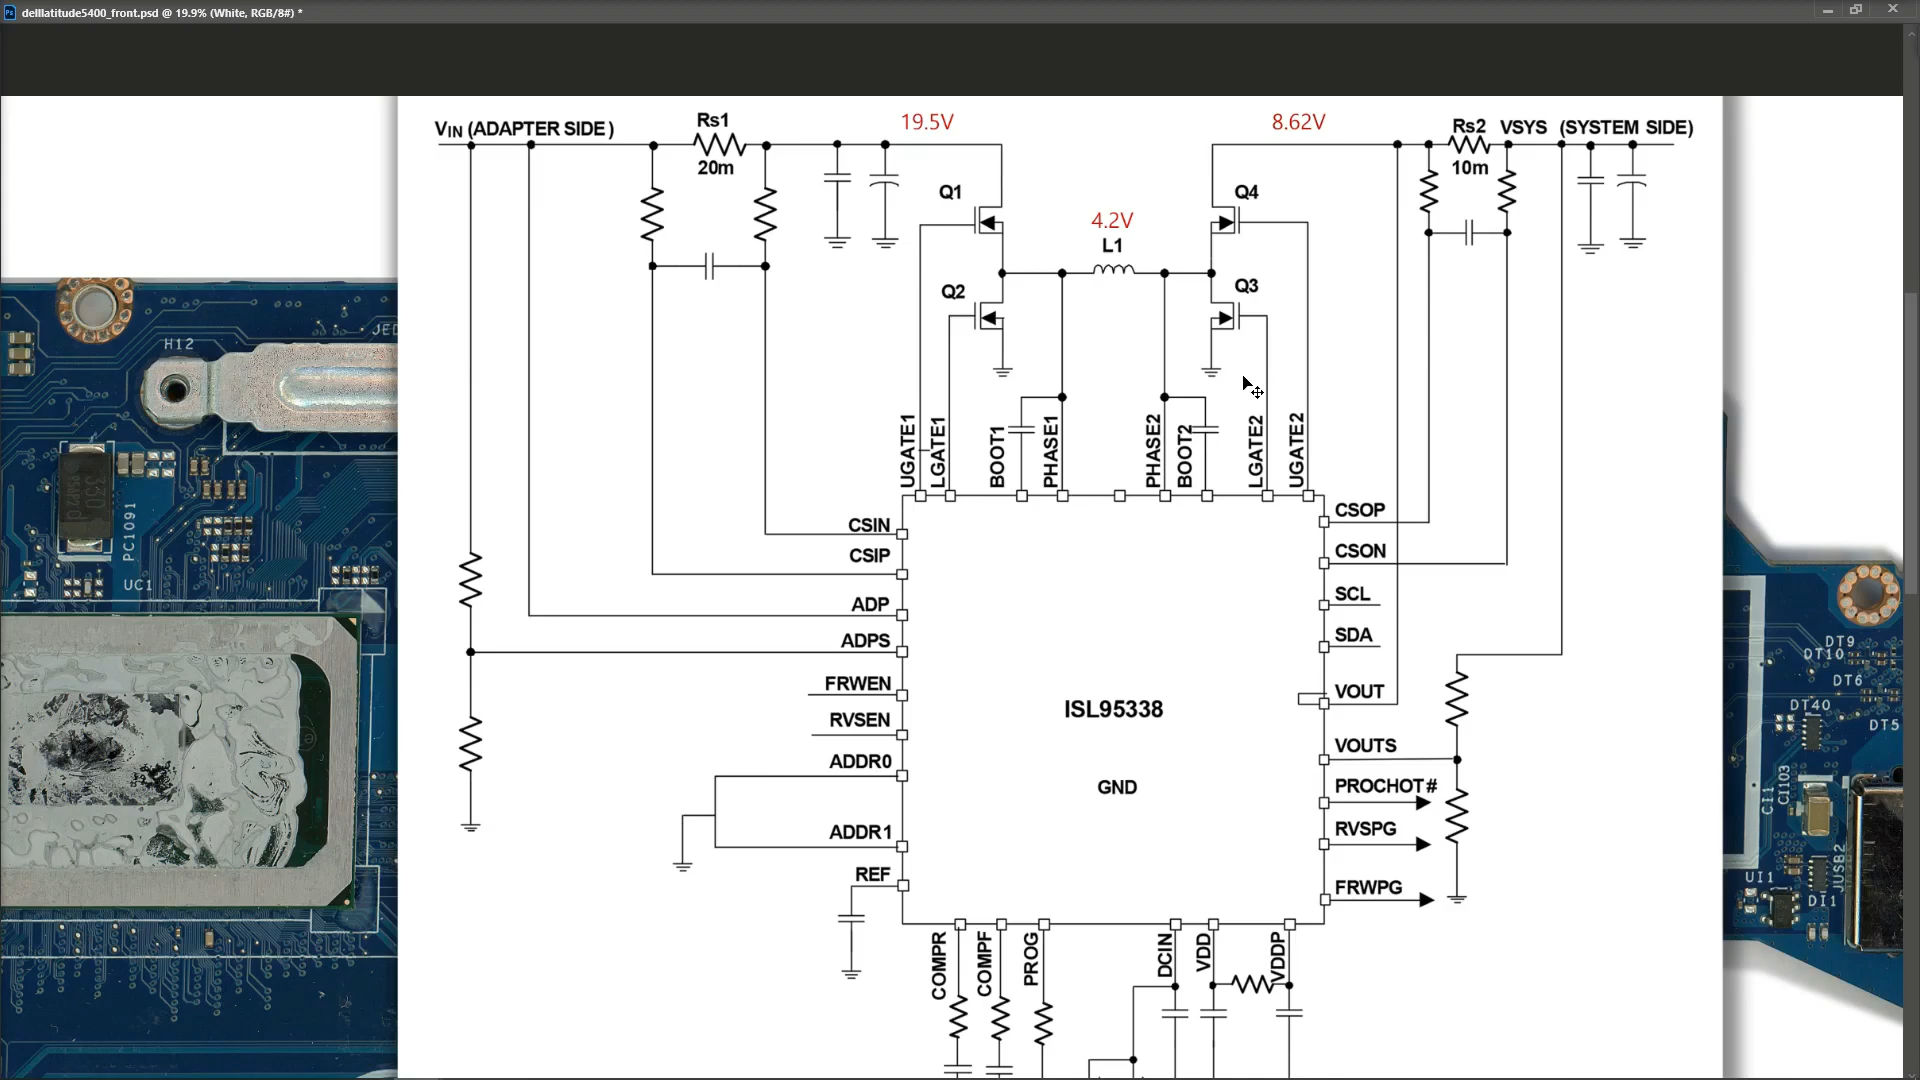 delllatitude5400_front.psd @ 19.9% (White, RGB/8#) *
VIN (ADAPTER SIDE)
Rs1
20m
19.5V
8.62V
Rs2
10m
VSYS (SYSTEM SIDE)
Q1
Q4
4.2V
L1
Q2
Q3
UGATE1
LGATE1
BOOT1
PHASE1
PHASE2
BOOT2
LGATE2
UGATE2
CSIN
CSIP
ADP
ADPS
FRWEN
RVSEN
ADDR0
ADDR1
REF
CSOP
CSON
SCL
SDA
VOUT
VOUTS
PROCHOT#
RVSPG
FRWPG
ISL95338
GND
COMPR
COMPF
PROG
DCIN
VDD
VDDP
H12
JED
330
PC1091
UC1
DT9
DT10
DT6
DT40
DT5
CI103
CI1
JUSB2
UI1
DI1